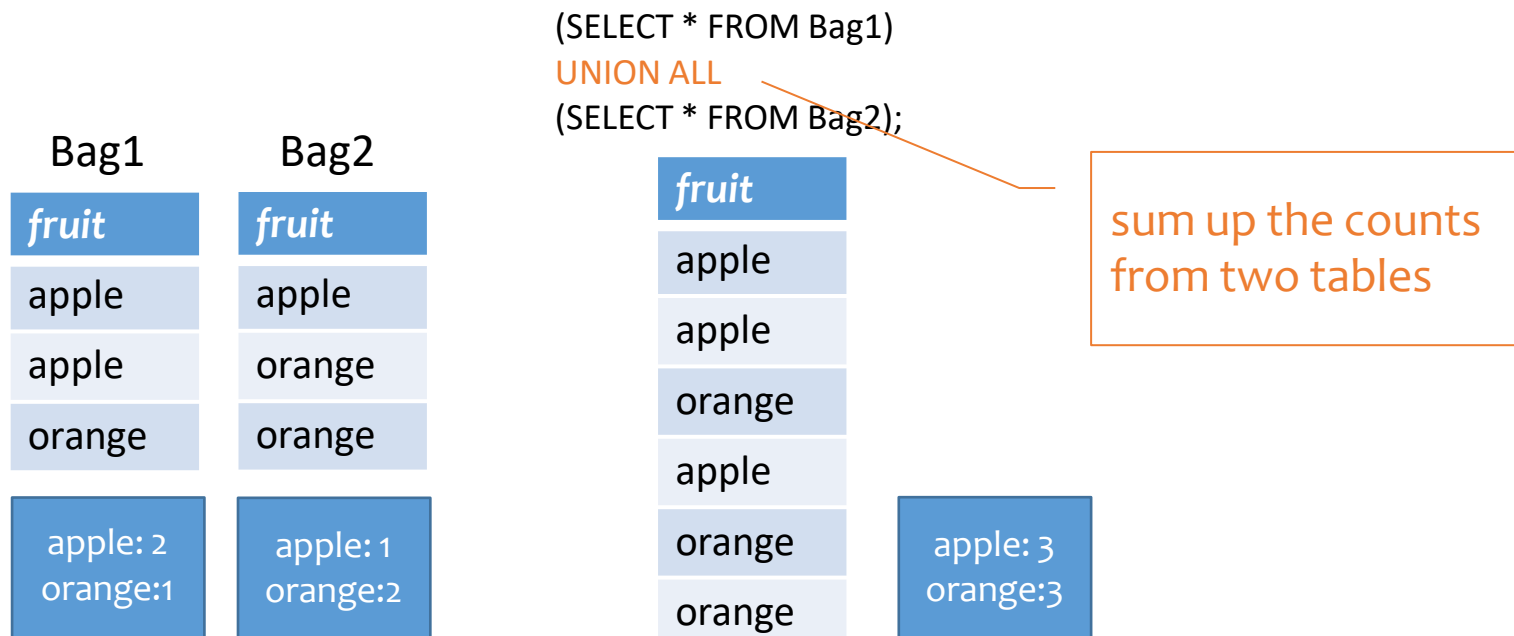 (SELECT * FROM Bag1)
UNION ALL
(SELECT * FROM Bag2);
Bag1
fruit
apple
apple
orange
apple: 2
orange:1
Bag2
fruit
apple
orange
orange
apple: 1
orange:2
fruit
apple
apple
orange
apple
orange
orange
apple: 3
orange:3
sum up the counts
from two tables